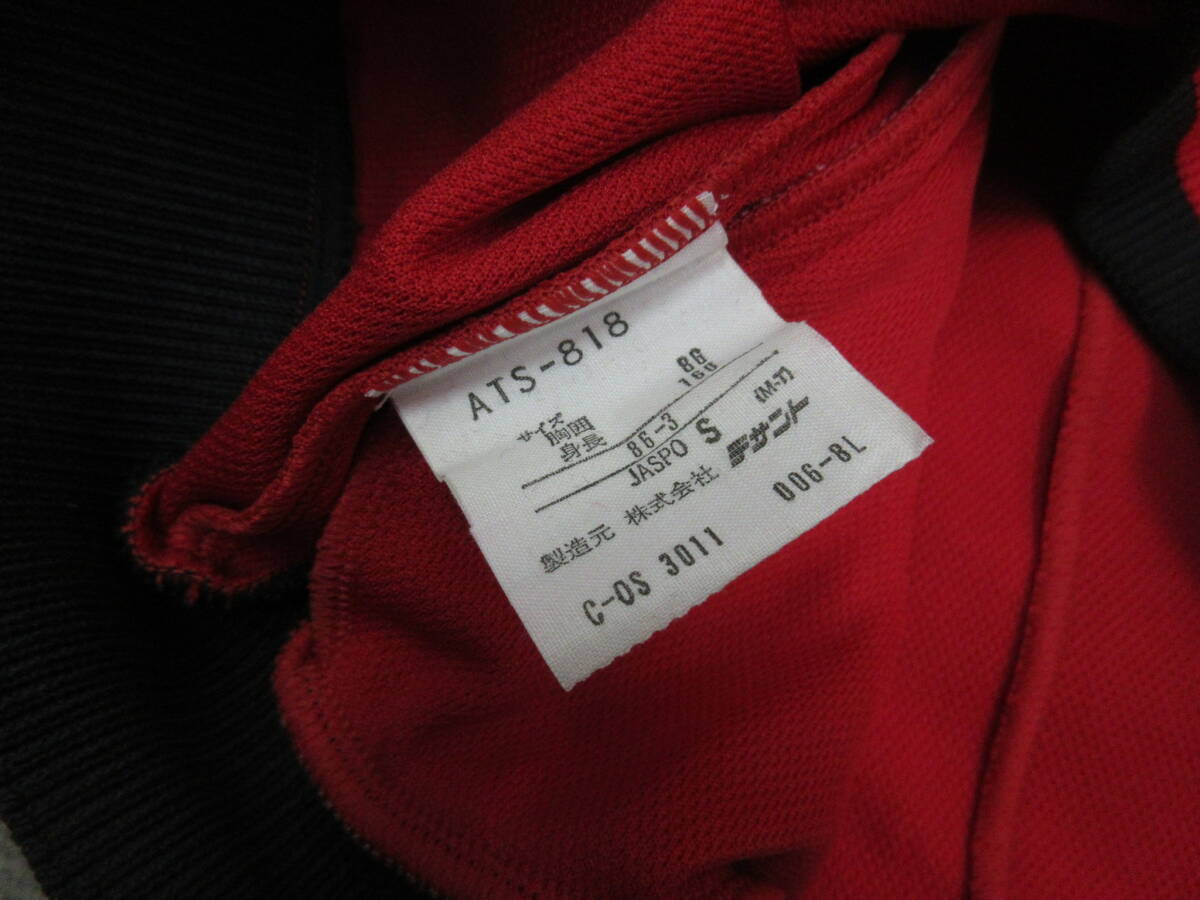 ATS-818
サイズ
胸囲 86
身長 166
86-3
JASPO S (M-7)
製造元 株式会社 デサント
C-OS 3011 006-8L